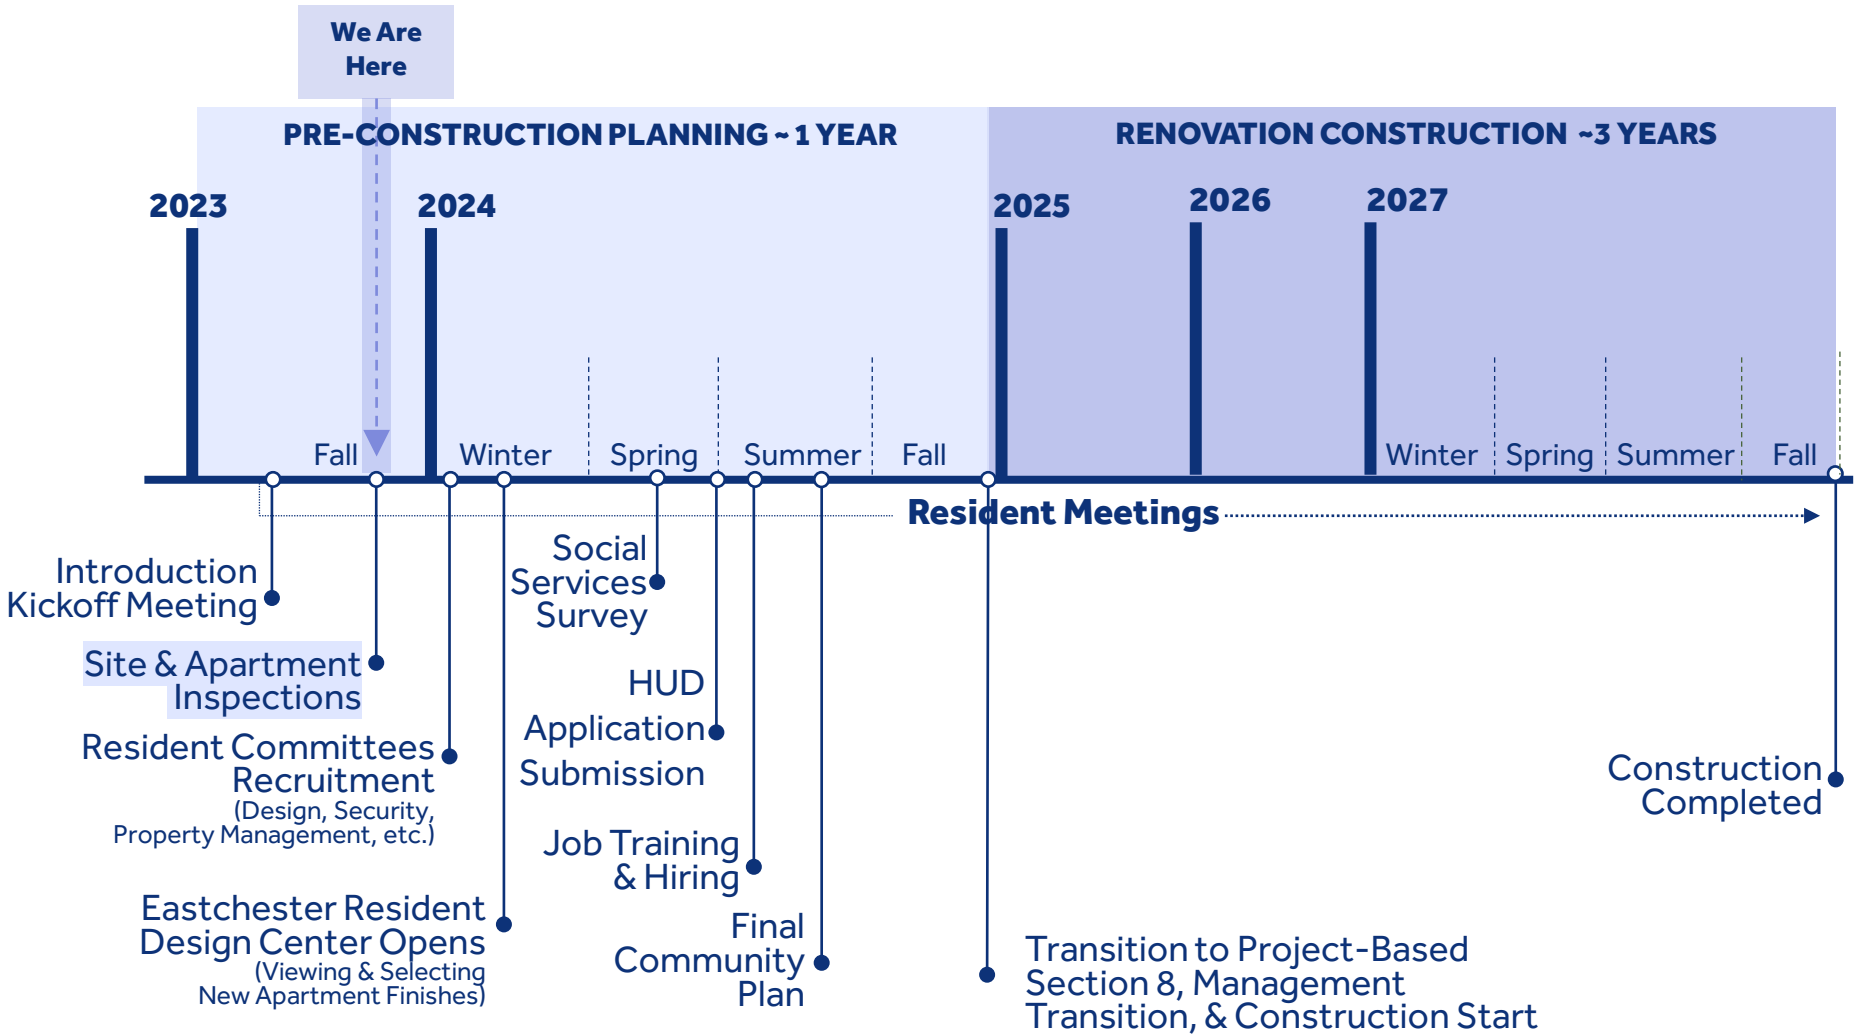 We Are
Here
PRE-CONSTRUCTION PLANNING ~ 1 YEAR
RENOVATION CONSTRUCTION ~3 YEARS
2023
2024
2025
2026
2027
Fall
Winter
Spring
Summer
Fall
Winter
Spring
Summer
Fall
Resident Meetings
Introduction
Kickoff Meeting
Site & Apartment
Inspections
Resident Committees
Recruitment
(Design, Security,
Property Management, etc.)
Eastchester Resident
Design Center Opens
(Viewing & Selecting
New Apartment Finishes)
Social
Services
Survey
HUD
Application
Submission
Job Training
& Hiring
Final
Community
Plan
Transition to Project-Based
Section 8, Management
Transition, & Construction Start
Construction
Completed